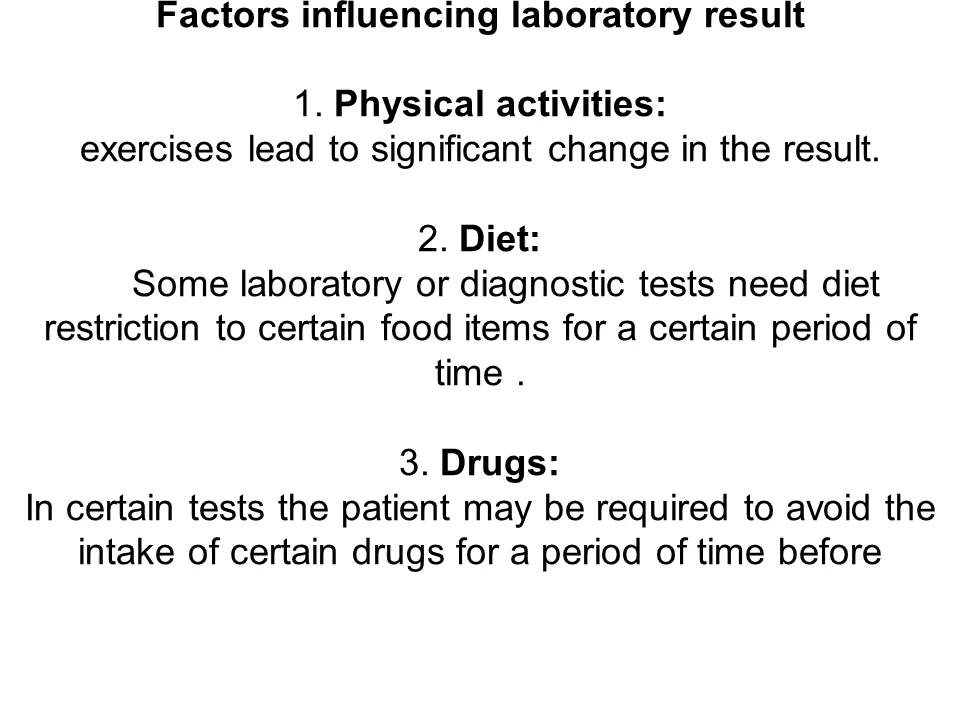 Factors influencing laboratory result
1. Physical activities:
exercises lead to significant change in the result.
2. Diet:
Some laboratory or diagnostic tests need diet
restriction to certain food items for a certain period of
time .
3. Drugs:
In certain tests the patient may be required to avoid the
intake of certain drugs for a period of time before